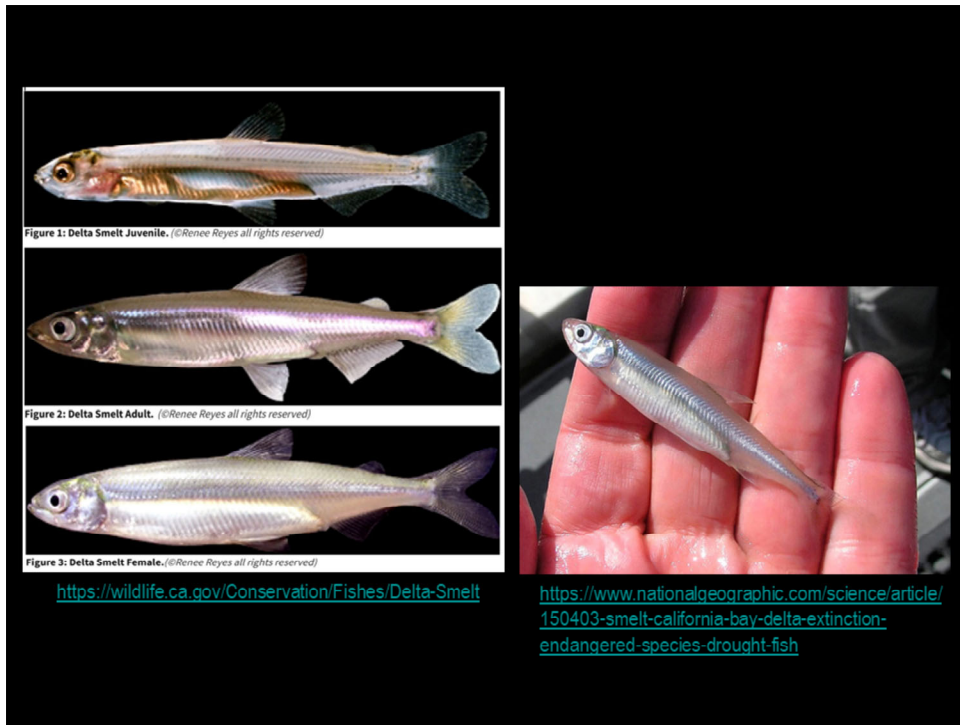 Figure 1: Delta Smelt Juvenile. (©Renee Reyes all rights reserved)
Figure 2: Delta Smelt Adult. (©Renee Reyes all rights reserved)
Figure 3: Delta Smelt Female.(©Renee Reyes all rights reserved)
https://wildlife.ca.gov/Conservation/Fishes/Delta-Smelt
https://www.nationalgeographic.com/science/article/
150403-smelt-california-bay-delta-extinction-
endangered-species-drought-fish